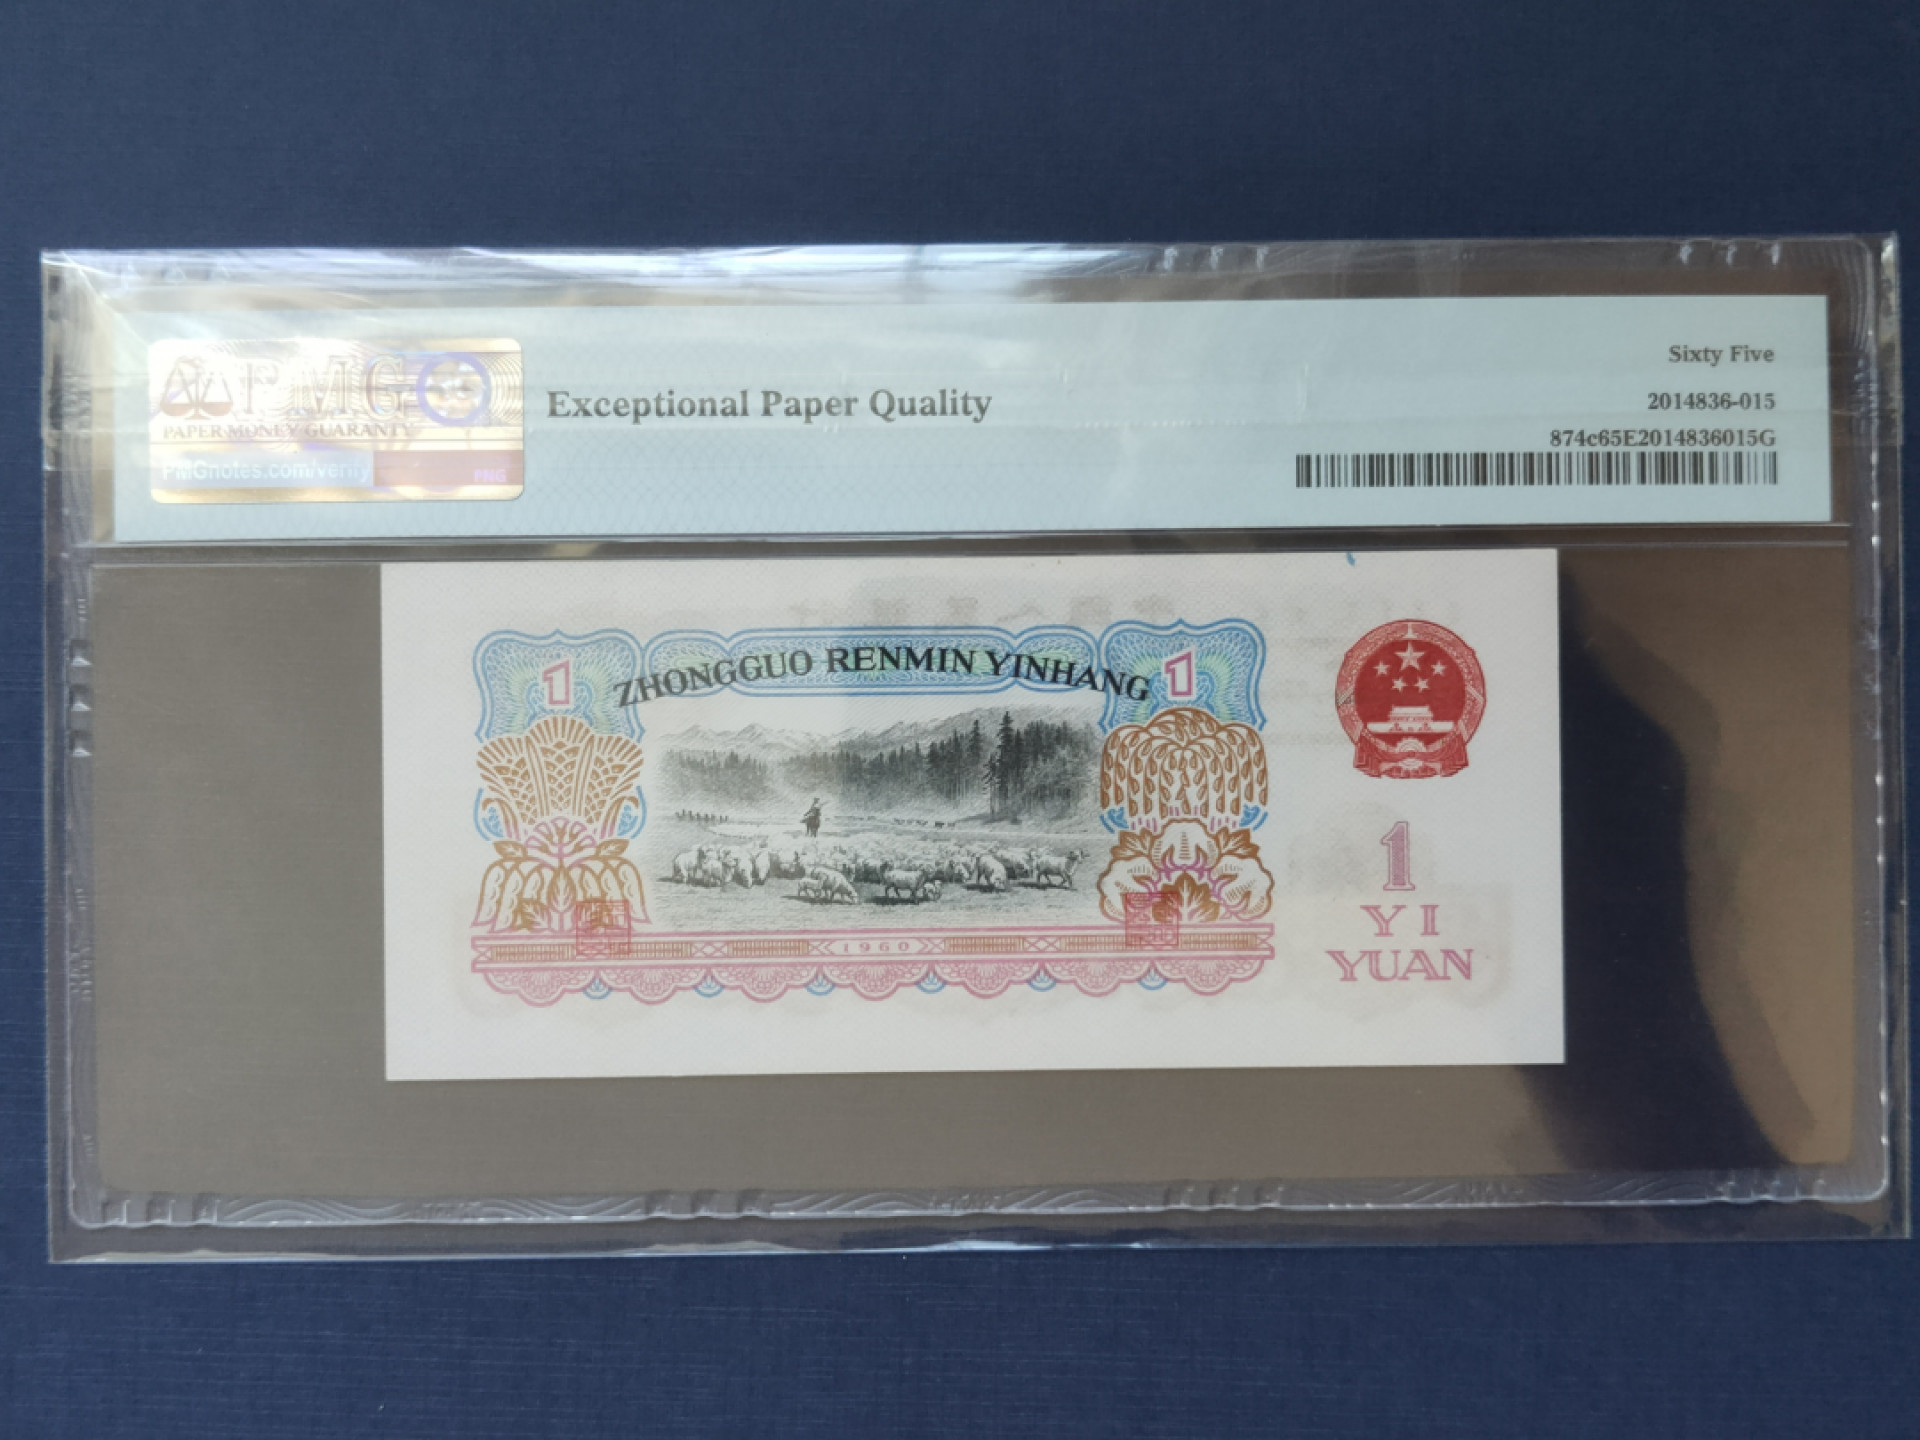 PMG
PAPER MONEY GUARANTY
PMGnotes.com/verify
PMG
Exceptional Paper Quality
Sixty Five
2014836-015
874c65E2014836015G
1
ZHONGGUO RENMIN YINHANG
1
1960
1
YI
YUAN